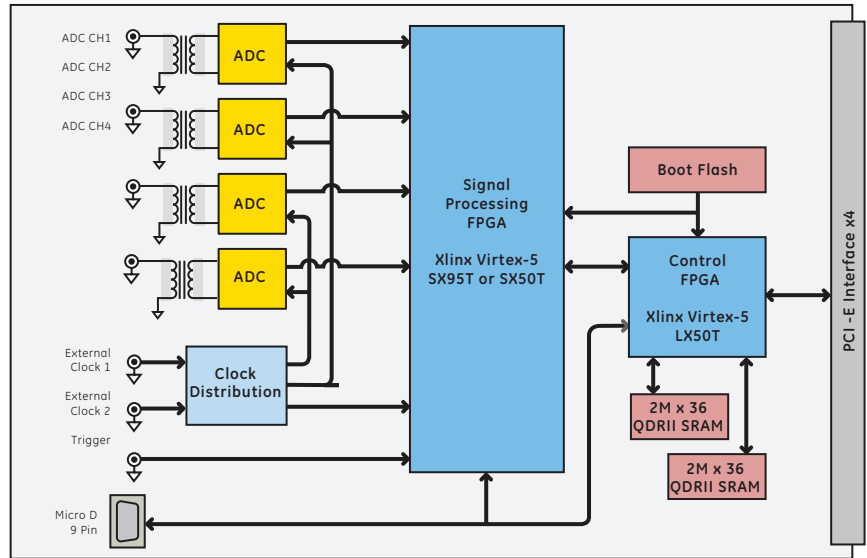 ADC CH1
ADC CH2
ADC CH3
ADC CH4
ADC
ADC
ADC
ADC
External
Clock 1
External
Clock 2
Trigger
Micro D
9 Pin
Clock
Distribution
Signal
Processing
FPGA
Xlinx Virtex-5
SX95T or SX50T
Boot Flash
Control
FPGA
Xlinx Virtex-5
LX50T
2M x 36
QDRII SRAM
2M x 36
QDRII SRAM
PCI -E Interface x4